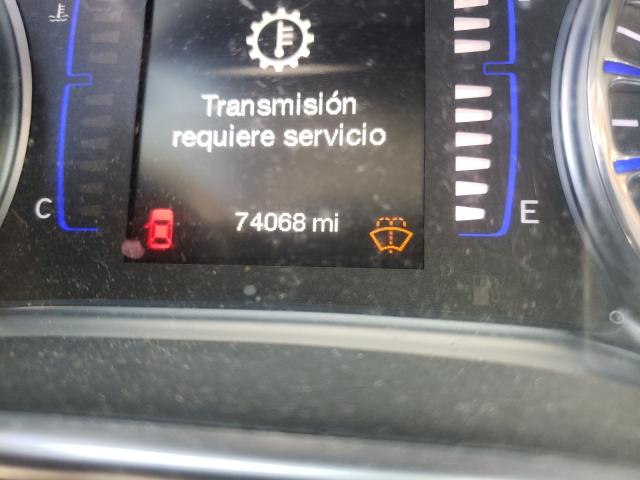 Transmisión
requiere servicio
C
74068 mi
E